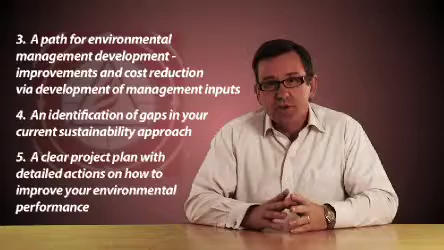 3. A path for environmental
management development -
improvements and cost reduction
via development of management inputs
4. An identification of gaps in your
current sustainability approach
5. A clear project plan with
detailed actions on how to
improve your environmental
performance